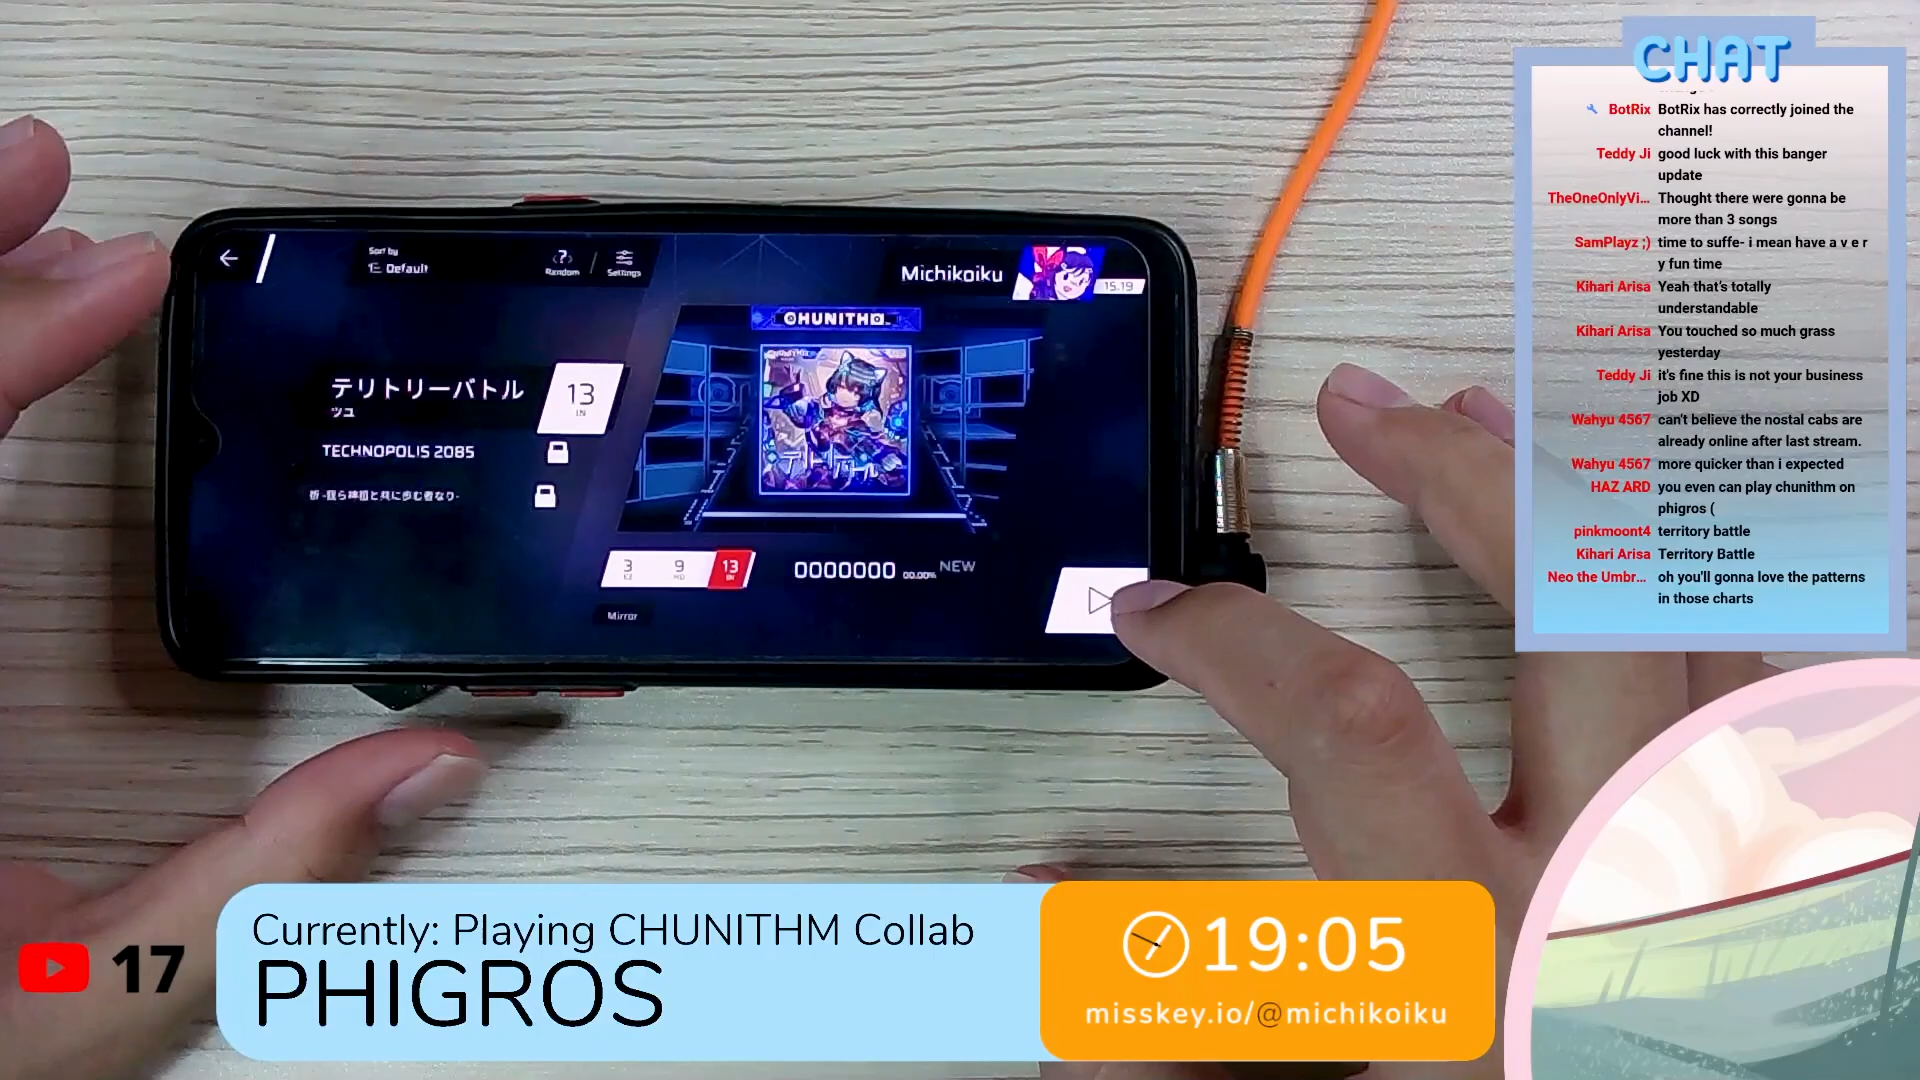 CHAT
BotRix BotRix has correctly joined the
channel!
Teddy Ji good luck with this banger
update
TheOneOnlyVi... Thought there were gonna be
more than 3 songs
SamPlayz ;) time to suffe- i mean have a v e r
y fun time
Kihari Arisa Yeah that's totally
understandable
Kihari Arisa You touched so much grass
yesterday
Teddy Ji it's fine this is not your business
job XD
Wahyu 4567 can't believe the nostal cabs are
already online after last stream.
Wahyu 4567 more quicker than i expected
HAZ ARD you even can play chunithm on
phigros (
pinkmoont4 territory battle
Kihari Arisa Territory Battle
Neo the Umbr... oh you'll gonna love the patterns
in those charts
Sort by
Default
Random
Settings
Michikoiku
15.19
CHUNITHM
テリトリーバトル
ツユ
13
IN
TECHNOPOLIS 2085
3 9 13
EZ HD IN
0000000 00.00% NEW
Mirror
Currently: Playing CHUNITHM Collab
PHIGROS
17
19:05
misskey.io/@michikoiku